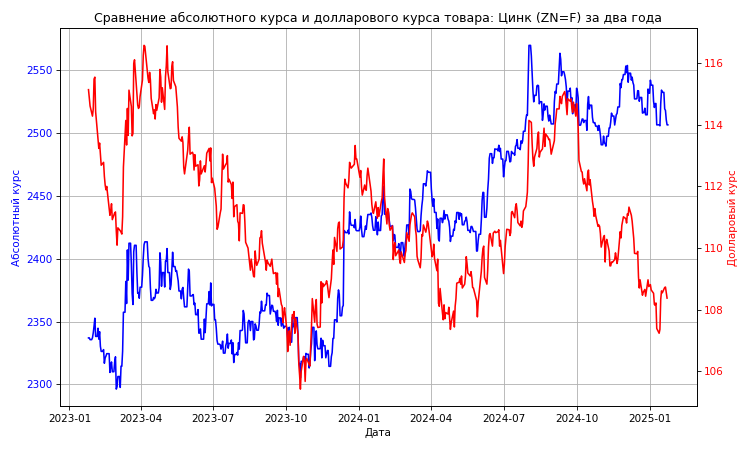 Сравнение абсолютного курса и долларового курса товара: Цинк (ZN=F) за два года
Абсолютный курс
2550
2500
2450
2400
2350
2300
116
114
112
110
108
106
Долларовый курс
2023-01 2023-04 2023-07 2023-10 2024-01 2024-04 2024-07 2024-10 2025-01
Дата